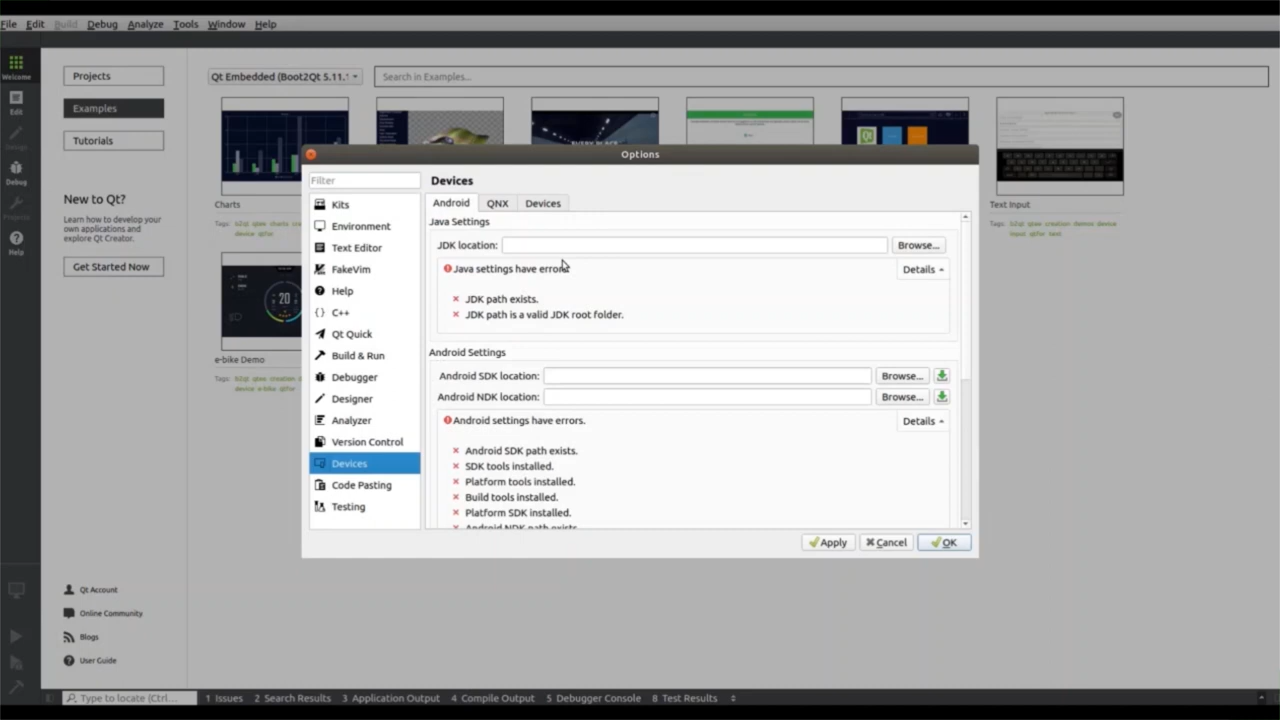 File Edit Build Debug Analyze Tools Window Help
Welcome
Edit
Debug
Projects
Help
Projects
Examples
Tutorials
New to Qt?
Learn how to develop your
own applications and
explore Qt Creator.
Get Started Now
Qt Account
Online Community
Blogs
User Guide
Qt Embedded (Boot2Qt 5.11.
Search in Examples...
Charts
Tags:
e-bike Demo
Tags:
Text Input
Tags:
Options
Filter
Kits
Environment
Text Editor
FakeVim
Help
{} C++
Qt Quick
Build & Run
Debugger
Designer
Analyzer
Version Control
Devices
Code Pasting
Testing
Devices
Android QNX Devices
Java Settings
JDK location: Browse...
Java settings have errors. Details
JDK path exists.
JDK path is a valid JDK root folder.
Android Settings
Android SDK location: Browse...
Android NDK location: Browse...
Android settings have errors. Details
Android SDK path exists.
SDK tools installed.
Platform tools installed.
Build tools installed.
Platform SDK installed.
Android NDK path exists.
Apply Cancel OK
Type to locate (Ctrl... 1 Issues 2 Search Results 3 Application Output 4 Compile Output 5 Debugger Console 8 Test Results